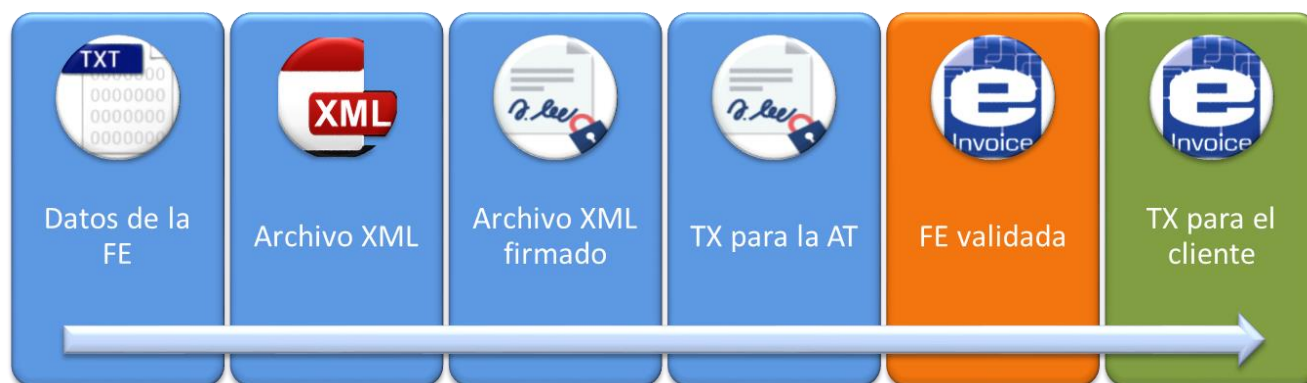 TXT
0000000
0000000
0000000
0000000
Datos de la
FE
XML
Archivo XML
Archivo XML
firmado
TX para la AT
e
Invoice
FE validada
e
Invoice
TX para el
cliente